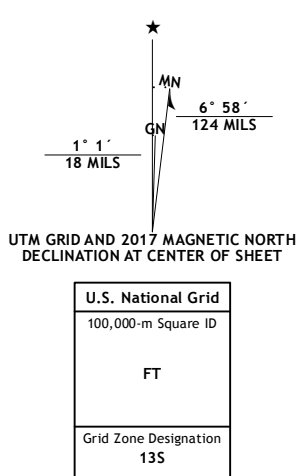 ★
MN
GN
6° 58´
124 MILS
1° 1´
18 MILS
UTM GRID AND 2017 MAGNETIC NORTH
DECLINATION AT CENTER OF SHEET
U.S. National Grid
100,000-m Square ID
FT
Grid Zone Designation
13S